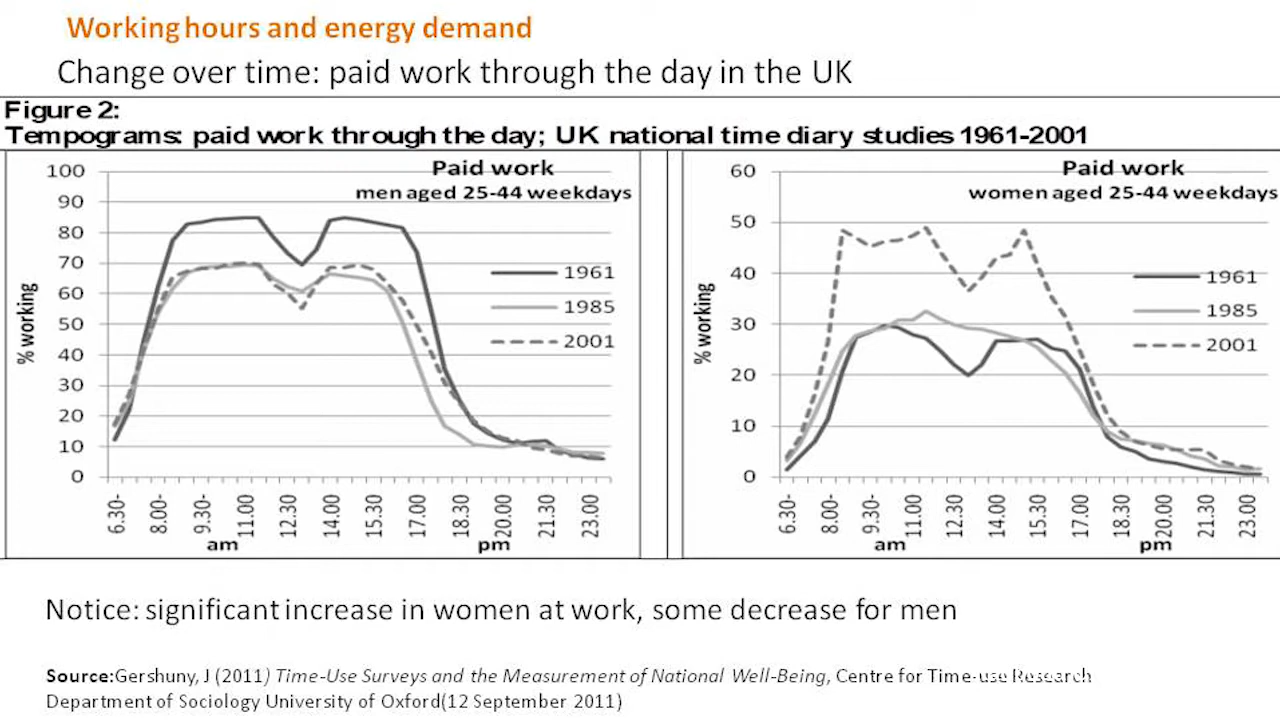 Working hours and energy demand
Change over time: paid work through the day in the UK
Figure 2:
Tempograms: paid work through the day; UK national time diary studies 1961-2001
Paid work
men aged 25-44 weekdays
100
90
80
70
60
50
40
30
20
10
0
% working
1961
1985
2001
6.30-
8.00-
9.30-
11.00
12.30
14.00
15.30
17.00
18.30
20.00
21.30
23.00
am
pm
Paid work
women aged 25-44 weekdays
60
50
40
30
20
10
0
% working
1961
1985
2001
6.30-
8.00-
9.30-
11.00
12.30
14.00
15.30
17.00
18.30
20.00
21.30
23.00
am
pm
Notice: significant increase in women at work, some decrease for men
Source:Gershuny, J (2011) Time-Use Surveys and the Measurement of National Well-Being, Centre for Time-use Research
Department of Sociology University of Oxford(12 September 2011)